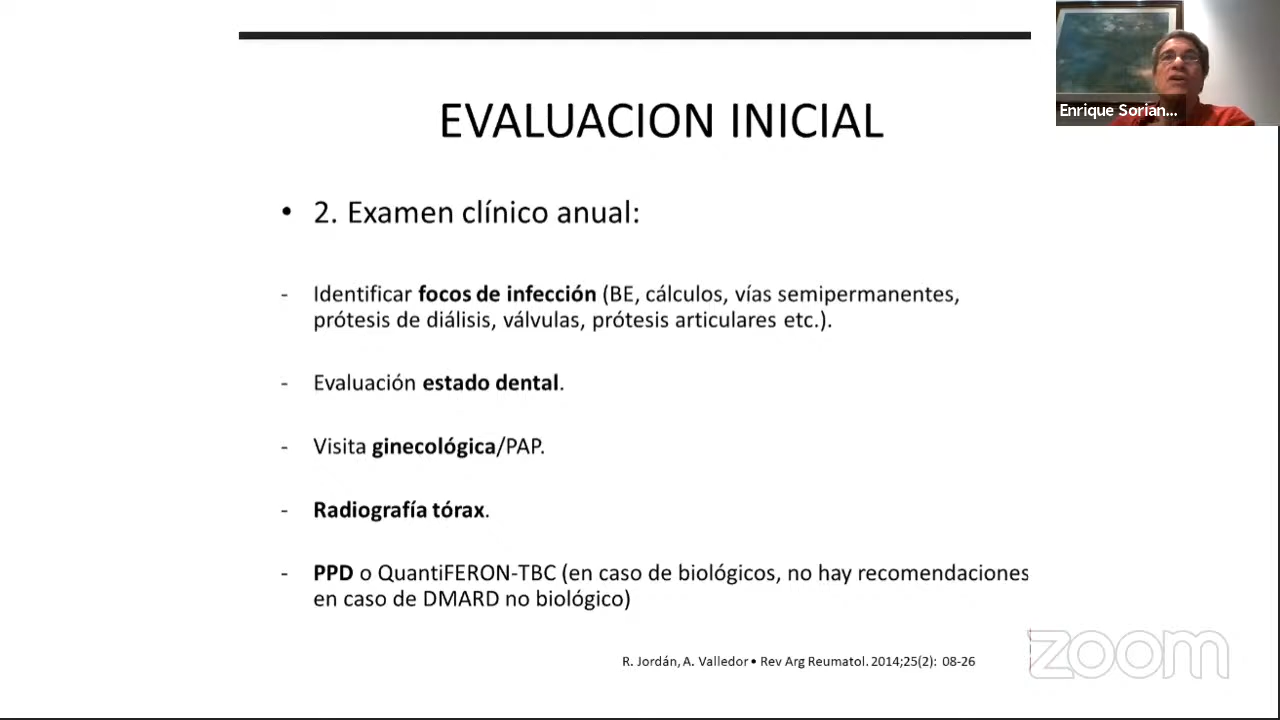 EVALUACION INICIAL
Enrique Sorian...
• 2. Examen clínico anual:
- Identificar focos de infección (BE, cálculos, vías semipermanentes,
prótesis de diálisis, válvulas, prótesis articulares etc.).
- Evaluación estado dental.
- Visita ginecológica/PAP.
- Radiografía tórax.
- PPD o QuantiFERON-TBC (en caso de biológicos, no hay recomendaciones
en caso de DMARD no biológico)
R. Jordán, A. Valledor • Rev Arg Reumatol. 2014;25(2): 08-26
zoom